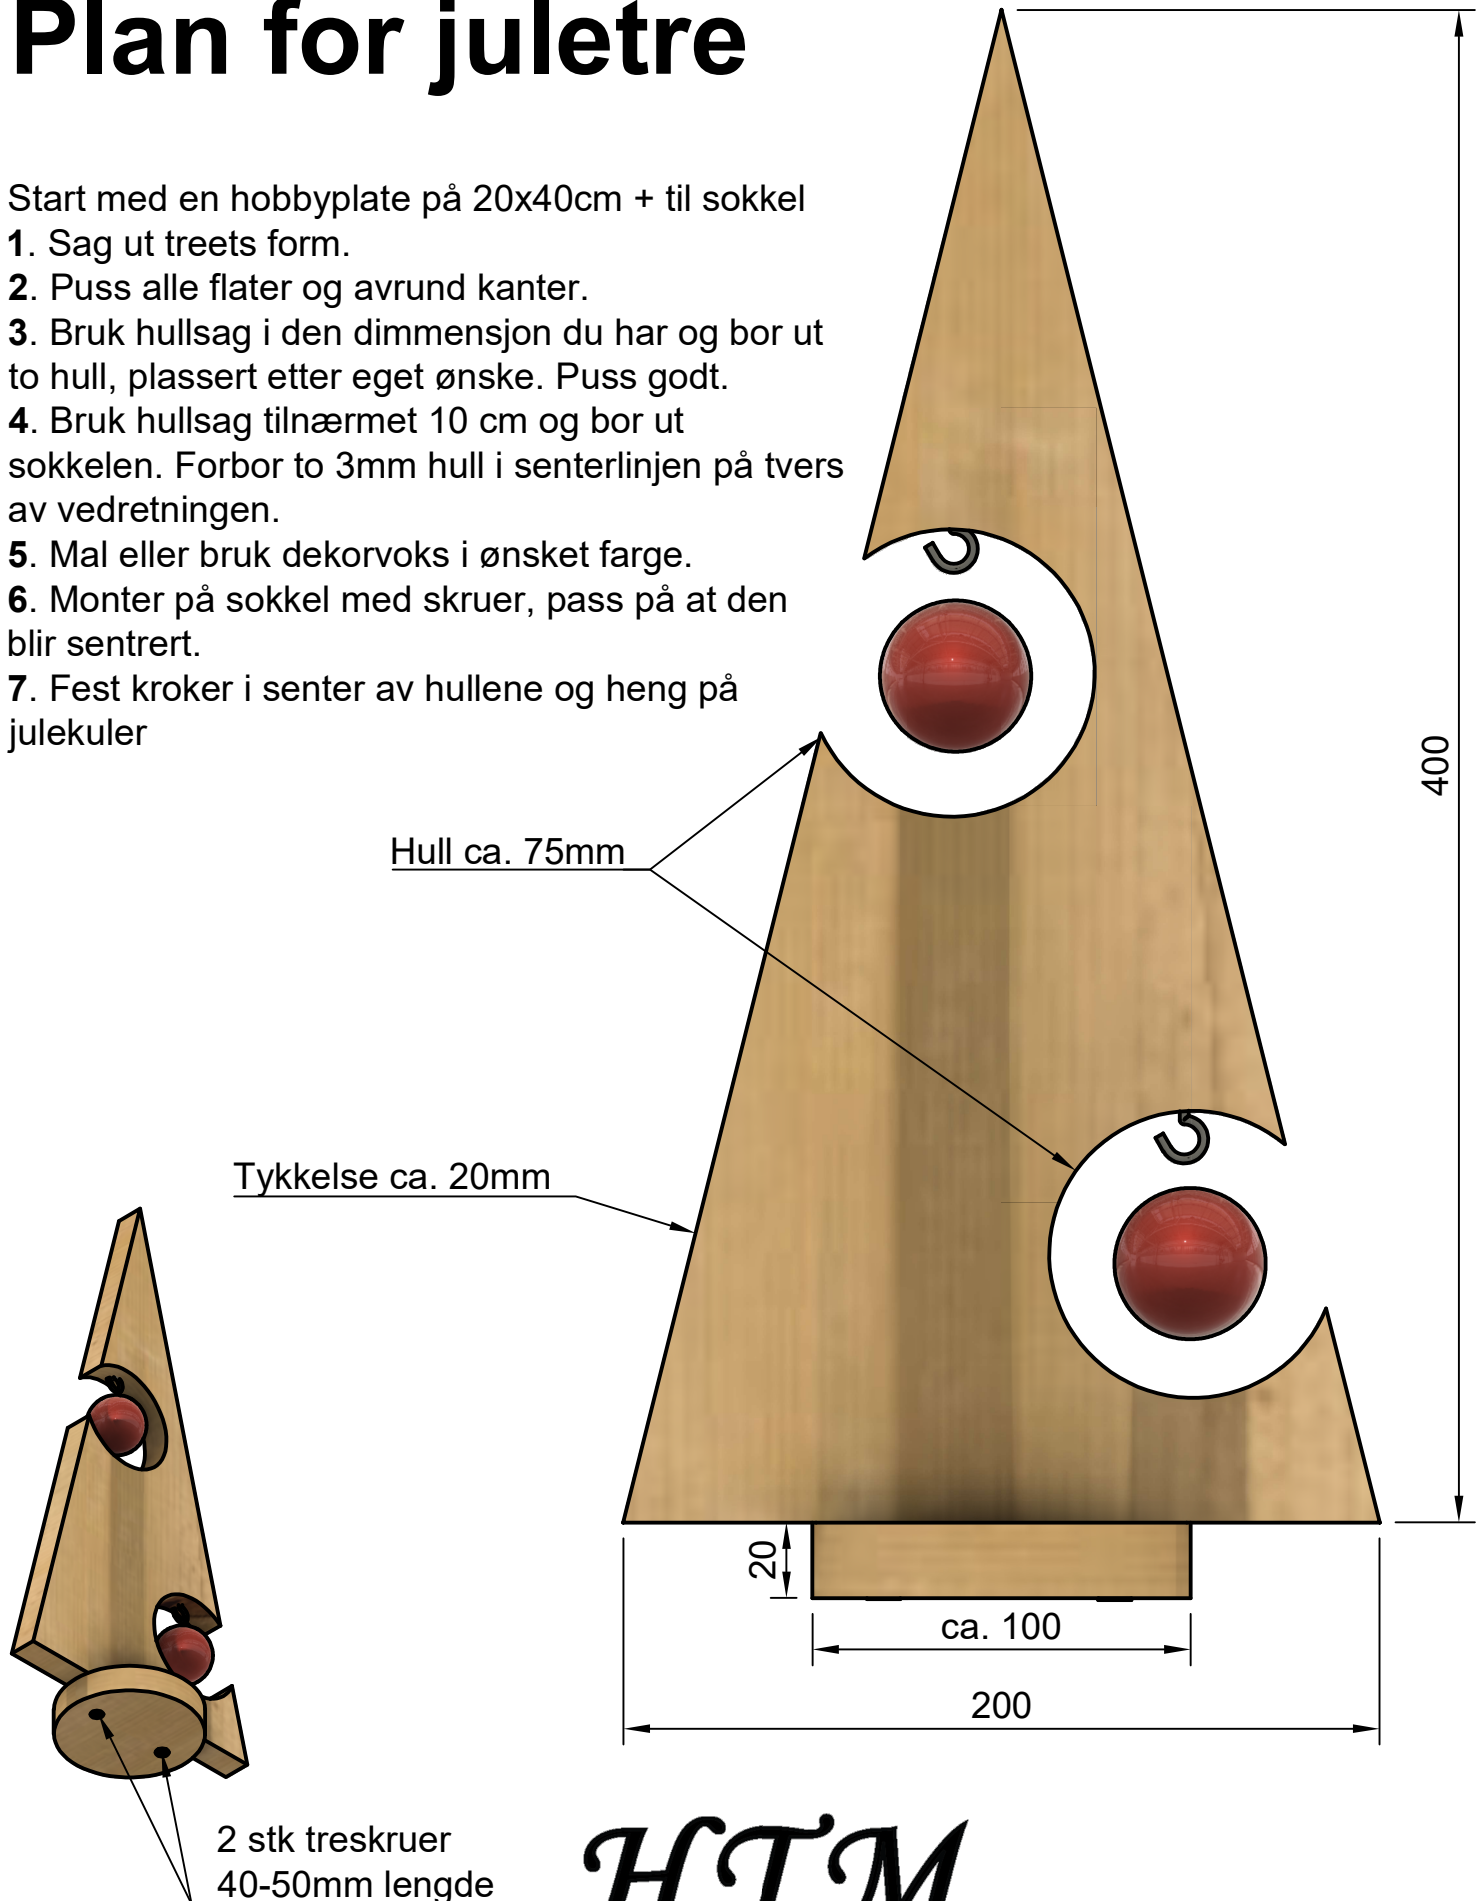 Plan for juletre
Start med en hobbyplate på 20x40cm + til sokkel
1. Sag ut treets form.
2. Puss alle flater og avrund kanter.
3. Bruk hullsag i den dimmensjon du har og bor ut
to hull, plassert etter eget ønske. Puss godt.
4. Bruk hullsag tilnærmet 10 cm og bor ut
sokkelen. Forbor to 3mm hull i senterlinjen på tvers
av vedretningen.
5. Mal eller bruk dekorvoks i ønsket farge.
6. Monter på sokkel med skruer, pass på at den
blir sentrert.
7. Fest kroker i senter av hullene og heng på
julekuler
400
Hull ca. 75mm
Tykkelse ca. 20mm
20
ca. 100
200
2 stk treskruer
40-50mm lengde
HTM